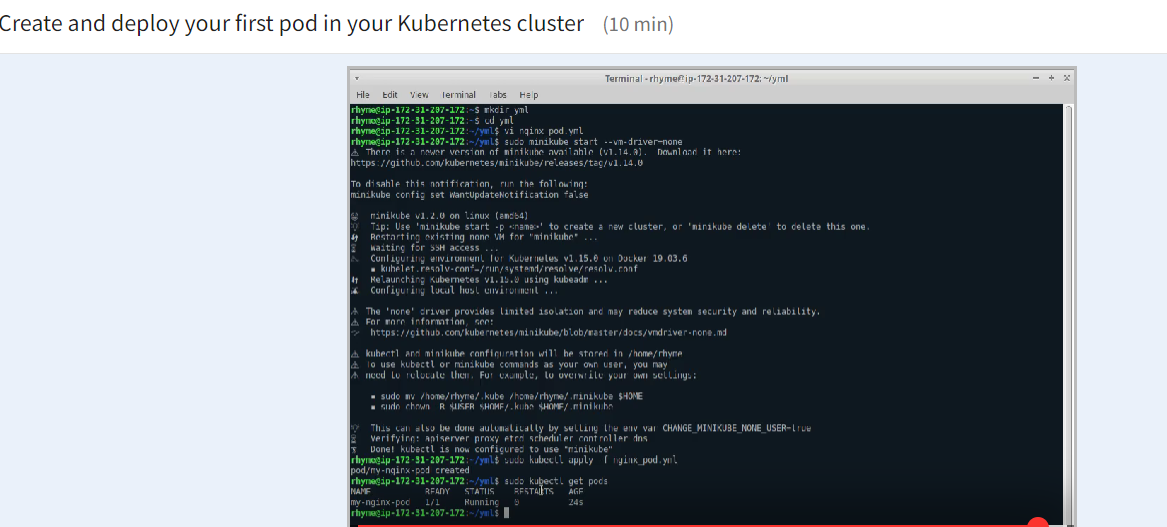 Create and deploy your first pod in your Kubernetes cluster (10 min)
Terminal - rhyme@ip-172-31-207-172: ~/yml
File Edit View Terminal Tabs Help
rhyme@ip-172-31-207-172:~$ mkdir yml
rhyme@ip-172-31-207-172:~$ cd yml
rhyme@ip-172-31-207-172:~/yml$ vi nginx_pod.yml
rhyme@ip-172-31-207-172:~/yml$ sudo minikube start --vm-driver=none
There is a newer version of minikube available (v1.14.0). Download it here:
https://github.com/kubernetes/minikube/releases/tag/v1.14.0
To disable this notification, run the following:
minikube config set WantUpdateNotification false
minikube v1.2.0 on linux (amd64)
Tip: Use 'minikube start -p <name>' to create a new cluster, or 'minikube delete' to delete this one.
Restarting existing none VM for "minikube" ...
Waiting for SSH access ...
Configuring environment for Kubernetes v1.15.0 on Docker 19.03.6
▪ kubelet.resolv-conf=/run/systemd/resolve/resolv.conf
Relaunching Kubernetes v1.15.0 using kubeadm ...
Configuring local host environment ...
The 'none' driver provides limited isolation and may reduce system security and reliability.
For more information, see:
https://github.com/kubernetes/minikube/blob/master/docs/vmdriver-none.md
kubectl and minikube configuration will be stored in /home/rhyme
To use kubectl or minikube commands as your own user, you may
need to relocate them. For example, to overwrite your own settings:
▪ sudo mv /home/rhyme/.kube /home/rhyme/.minikube $HOME
▪ sudo chown -R $USER $HOME/.kube $HOME/.minikube
This can also be done automatically by setting the env var CHANGE_MINIKUBE_NONE_USER=true
Verifying: apiserver proxy etcd scheduler controller dns
Done! kubectl is now configured to use "minikube"
rhyme@ip-172-31-207-172:~/yml$ sudo kubectl apply -f nginx_pod.yml
pod/my-nginx-pod created
rhyme@ip-172-31-207-172:~/yml$ sudo kubectl get pods
NAME READY STATUS RESTARTS AGE
my-nginx-pod 1/1 Running 0 24s
rhyme@ip-172-31-207-172:~/yml$